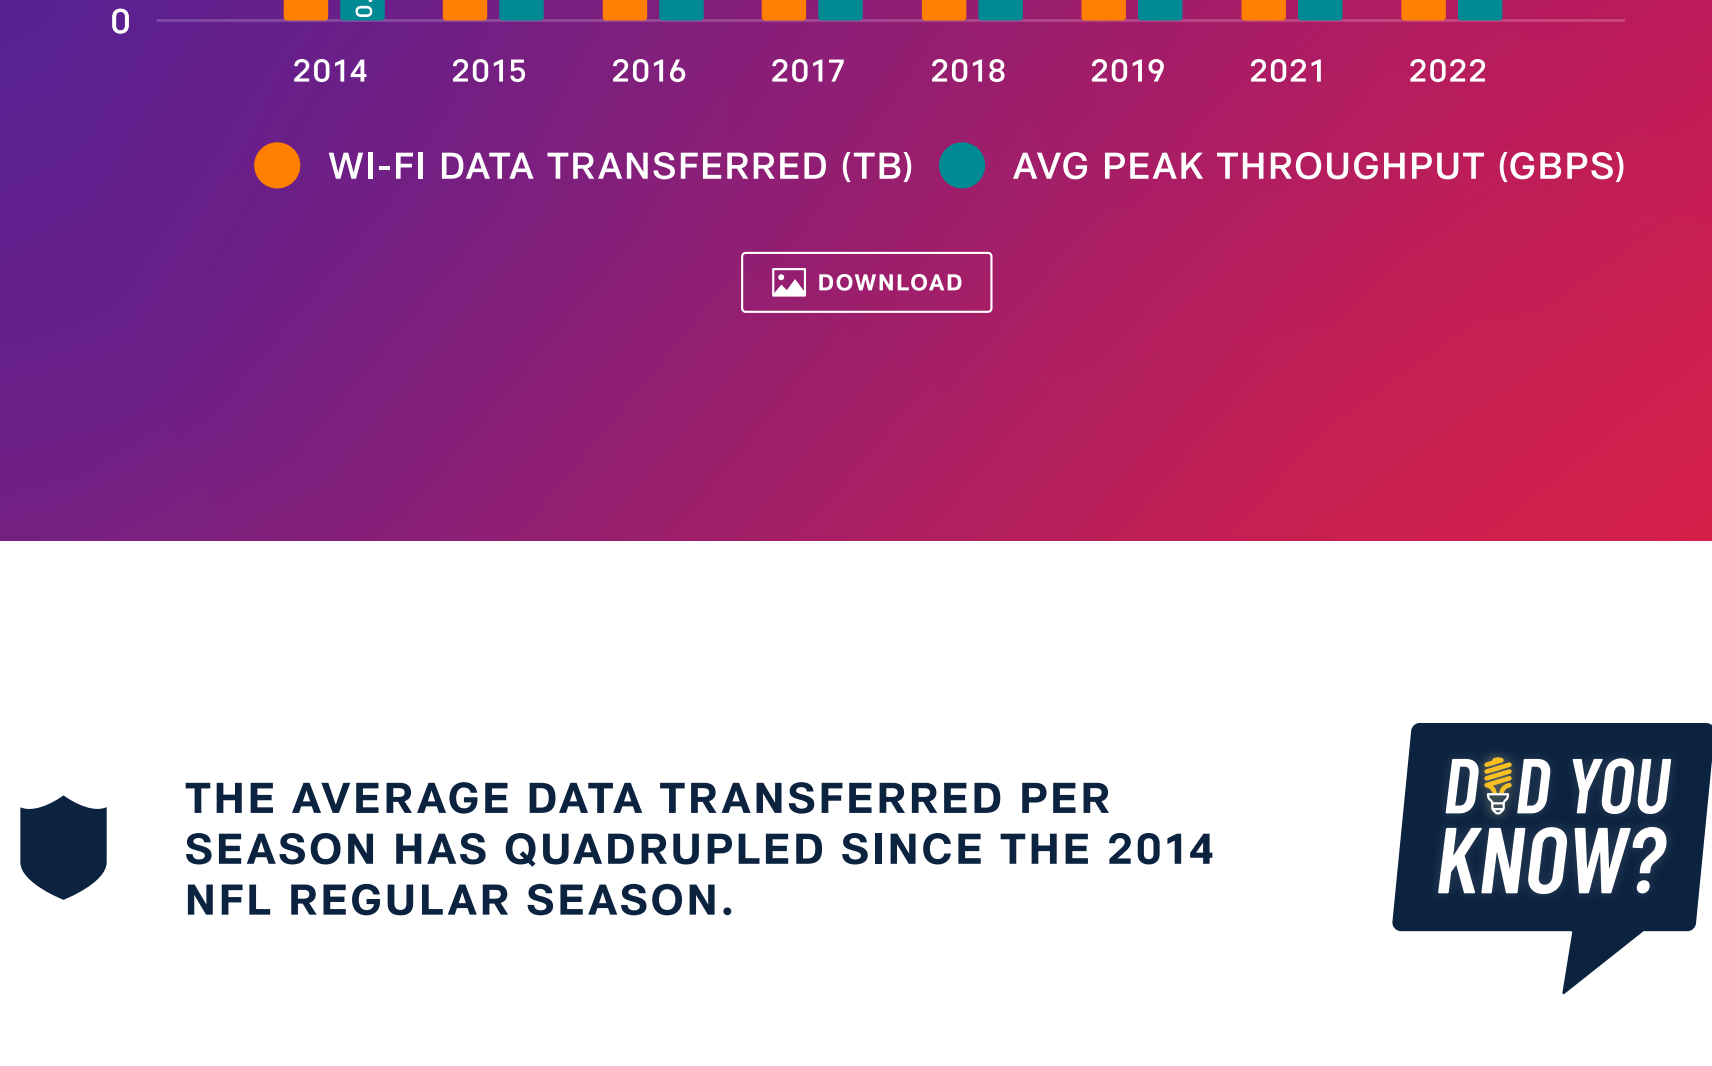 0
2014 2015 2016 2017 2018 2019 2021 2022
WI-FI DATA TRANSFERRED (TB) AVG PEAK THROUGHPUT (GBPS)
DOWNLOAD
THE AVERAGE DATA TRANSFERRED PER
SEASON HAS QUADRUPLED SINCE THE 2014
NFL REGULAR SEASON.
DID YOU
KNOW?